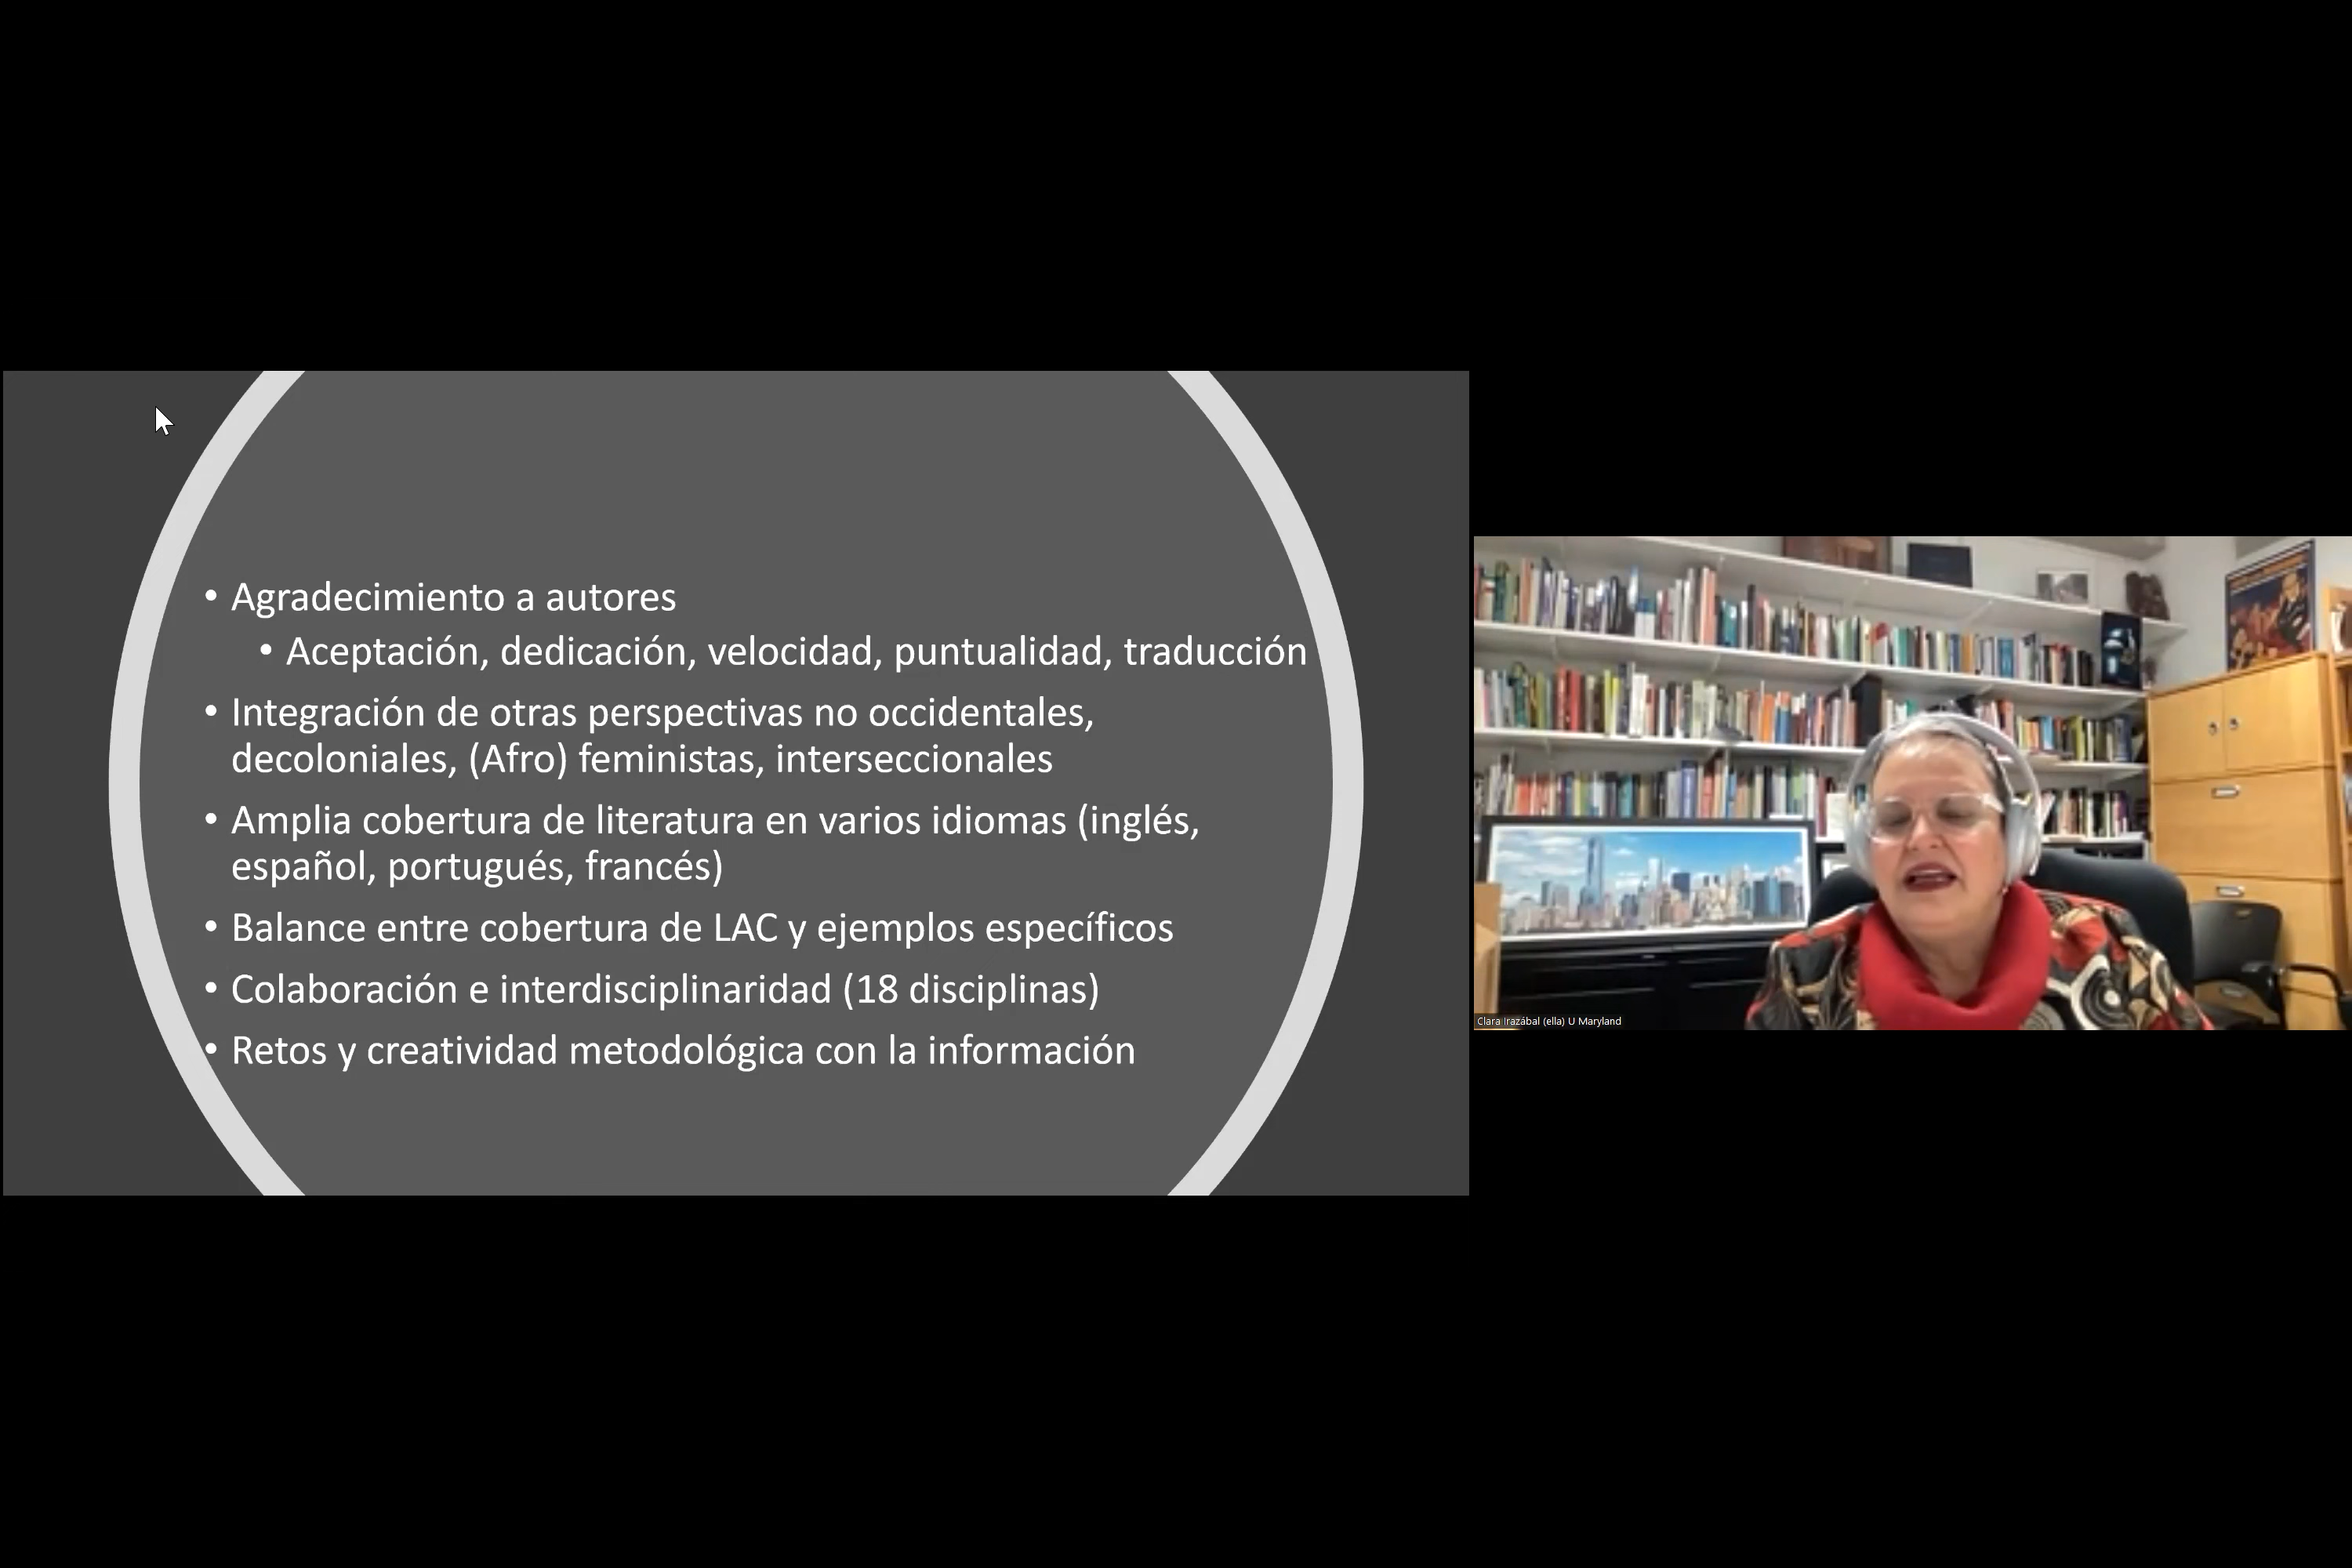 • Agradecimiento a autores
• Aceptación, dedicación, velocidad, puntualidad, traducción
• Integración de otras perspectivas no occidentales,
decoloniales, (Afro) feministas, interseccionales
• Amplia cobertura de literatura en varios idiomas (inglés,
español, portugués, francés)
• Balance entre cobertura de LAC y ejemplos específicos
• Colaboración e interdisciplinaridad (18 disciplinas)
• Retos y creatividad metodológica con la información
Clara Irazábal (ella) U Maryland